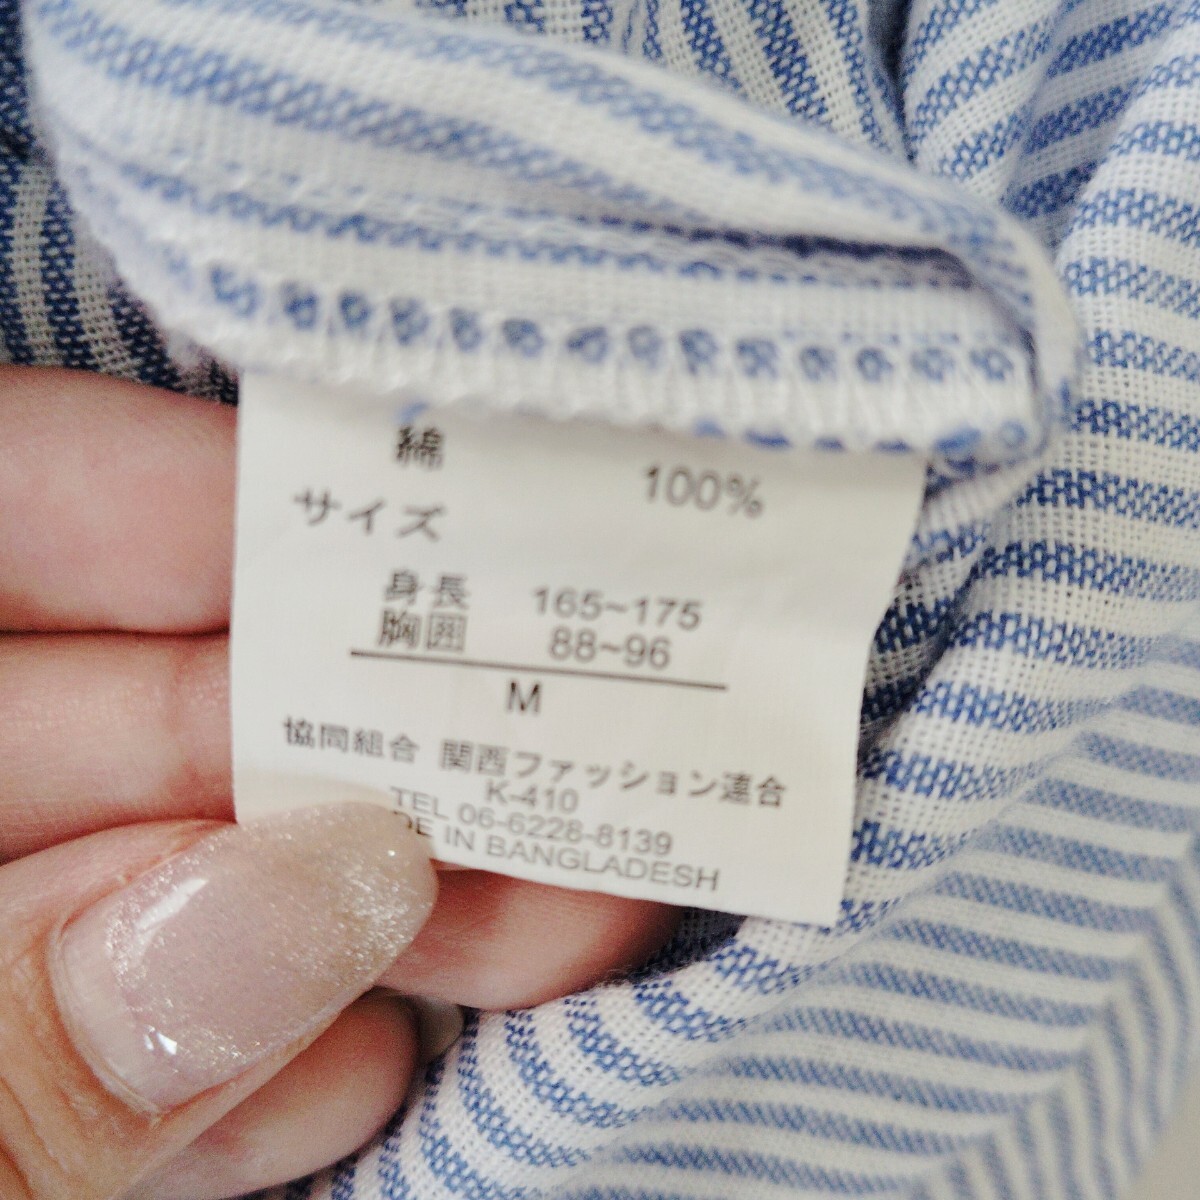 綿 100%
サイズ
身長 165~175
胸囲 88~96
M
協同組合 関西ファッション連合
K-410
TEL 06-6228-8139
DE IN BANGLADESH